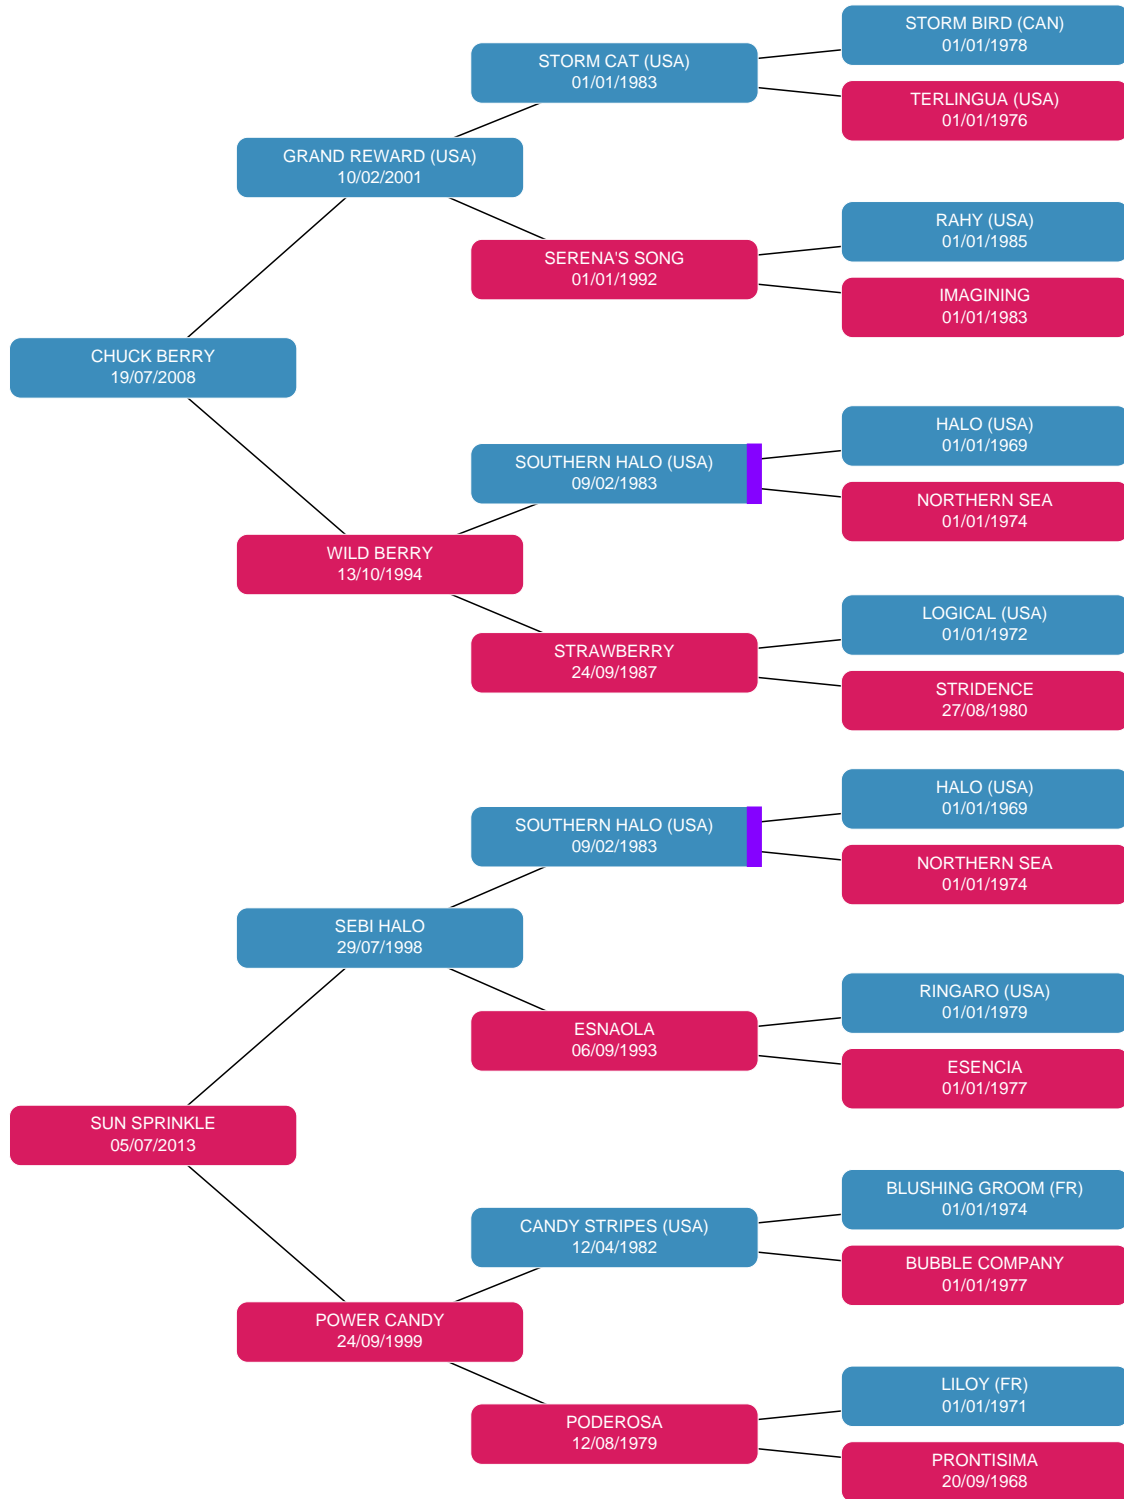 STORM BIRD (CAN)
01/01/1978
STORM CAT (USA)
01/01/1983
TERLINGUA (USA)
01/01/1976
GRAND REWARD (USA)
10/02/2001
RAHY (USA)
01/01/1985
SERENA'S SONG
01/01/1992
IMAGINING
01/01/1983
CHUCK BERRY
19/07/2008
HALO (USA)
01/01/1969
SOUTHERN HALO (USA)
09/02/1983
NORTHERN SEA
01/01/1974
WILD BERRY
13/10/1994
LOGICAL (USA)
01/01/1972
STRAWBERRY
24/09/1987
STRIDENCE
27/08/1980
HALO (USA)
01/01/1969
SOUTHERN HALO (USA)
09/02/1983
NORTHERN SEA
01/01/1974
SEBI HALO
29/07/1998
RINGARO (USA)
01/01/1979
ESNAOLA
06/09/1993
ESENCIA
01/01/1977
SUN SPRINKLE
05/07/2013
BLUSHING GROOM (FR)
01/01/1974
CANDY STRIPES (USA)
12/04/1982
BUBBLE COMPANY
01/01/1977
POWER CANDY
24/09/1999
LILOY (FR)
01/01/1971
PODEROSA
12/08/1979
PRONTISIMA
20/09/1968